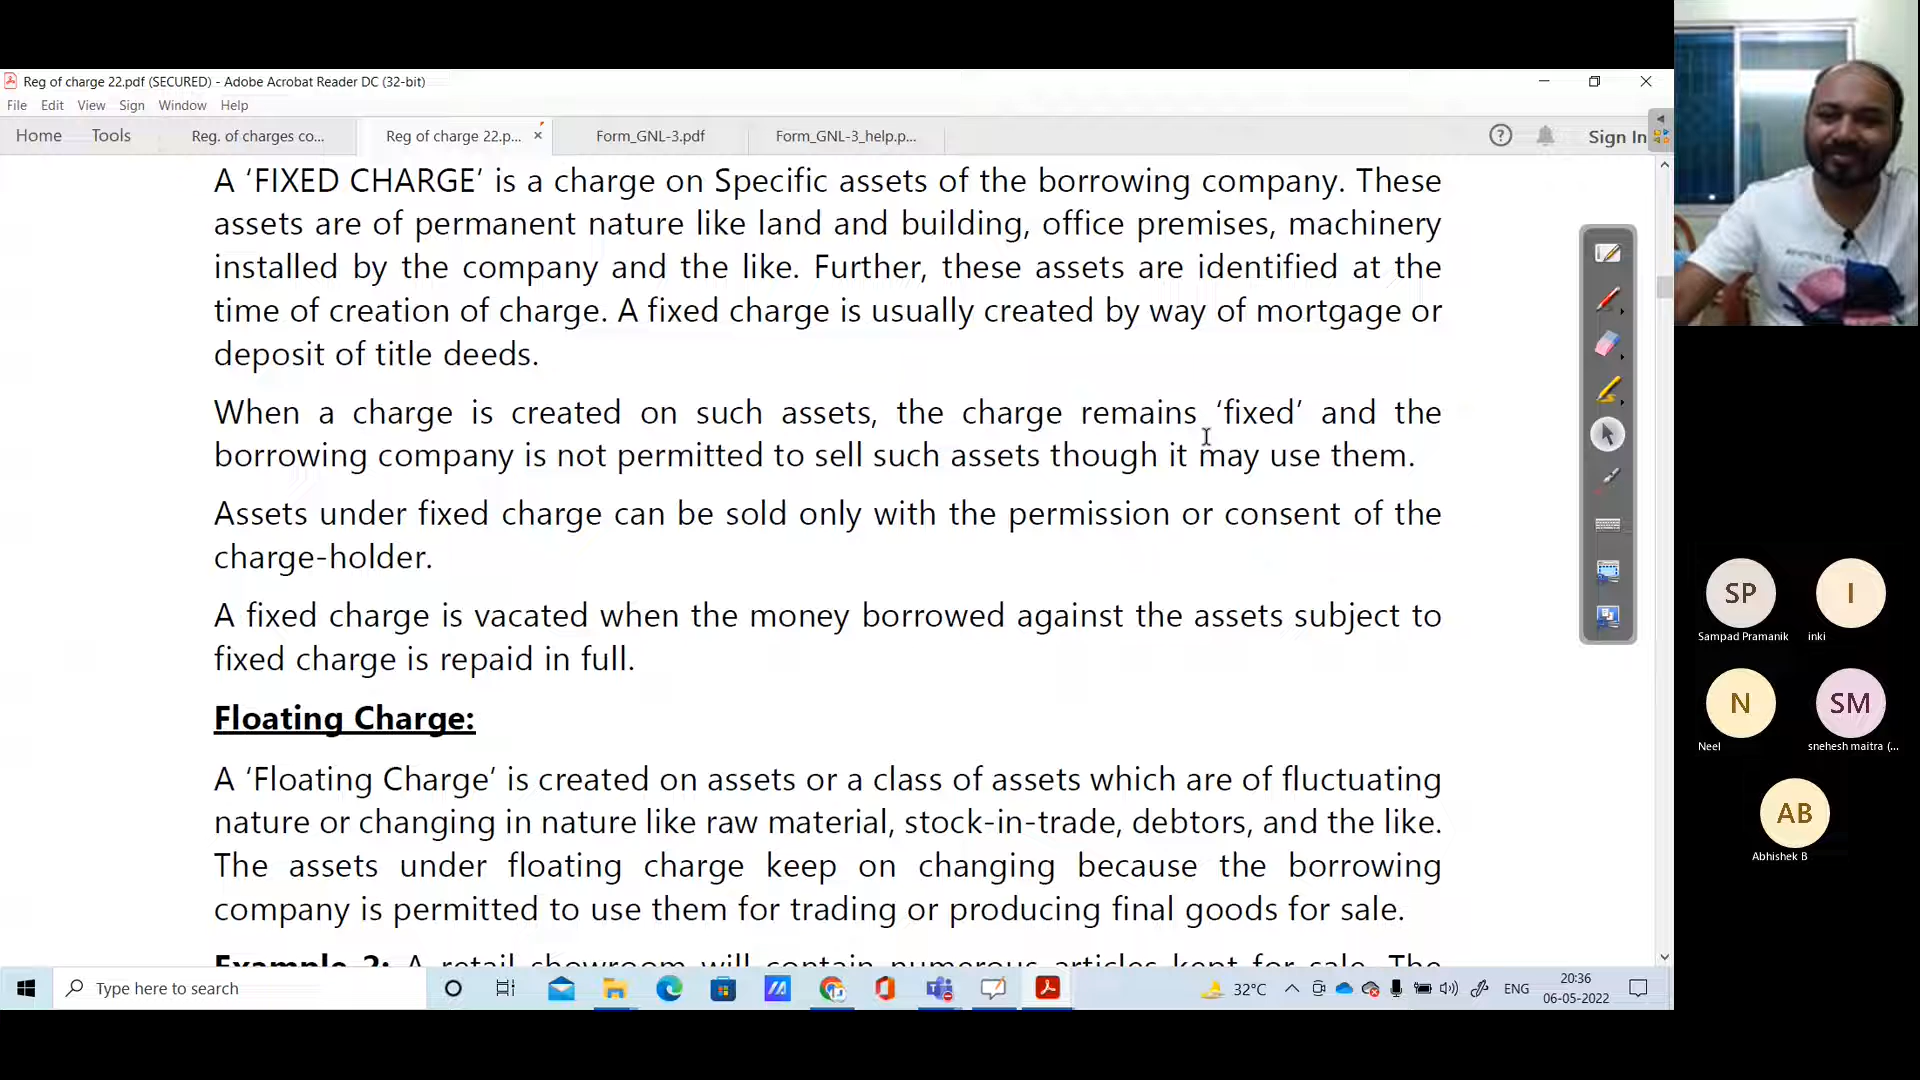 Reg of charge 22.pdf (SECURED) - Adobe Acrobat Reader DC (32-bit)
File Edit View Sign Window Help
Home Tools Reg. of charges co... Reg of charge 22.p... Form_GNL-3.pdf Form_GNL-3_help.p... Sign In
A ‘FIXED CHARGE’ is a charge on Specific assets of the borrowing company. These
assets are of permanent nature like land and building, office premises, machinery
installed by the company and the like. Further, these assets are identified at the
time of creation of charge. A fixed charge is usually created by way of mortgage or
deposit of title deeds.
When a charge is created on such assets, the charge remains ‘fixed’ and the
borrowing company is not permitted to sell such assets though it may use them.
Assets under fixed charge can be sold only with the permission or consent of the
charge-holder.
A fixed charge is vacated when the money borrowed against the assets subject to
fixed charge is repaid in full.
Floating Charge:
A ‘Floating Charge’ is created on assets or a class of assets which are of fluctuating
nature or changing in nature like raw material, stock-in-trade, debtors, and the like.
The assets under floating charge keep on changing because the borrowing
company is permitted to use them for trading or producing final goods for sale.
Example 2: A retail showroom will contain numerous articles kept for sale. The
Type here to search
32°C ENG
20:36
06-05-2022
SP I
Sampad Pramanik inki
N SM
Neel snehesh maitra (...
AB
Abhishek B